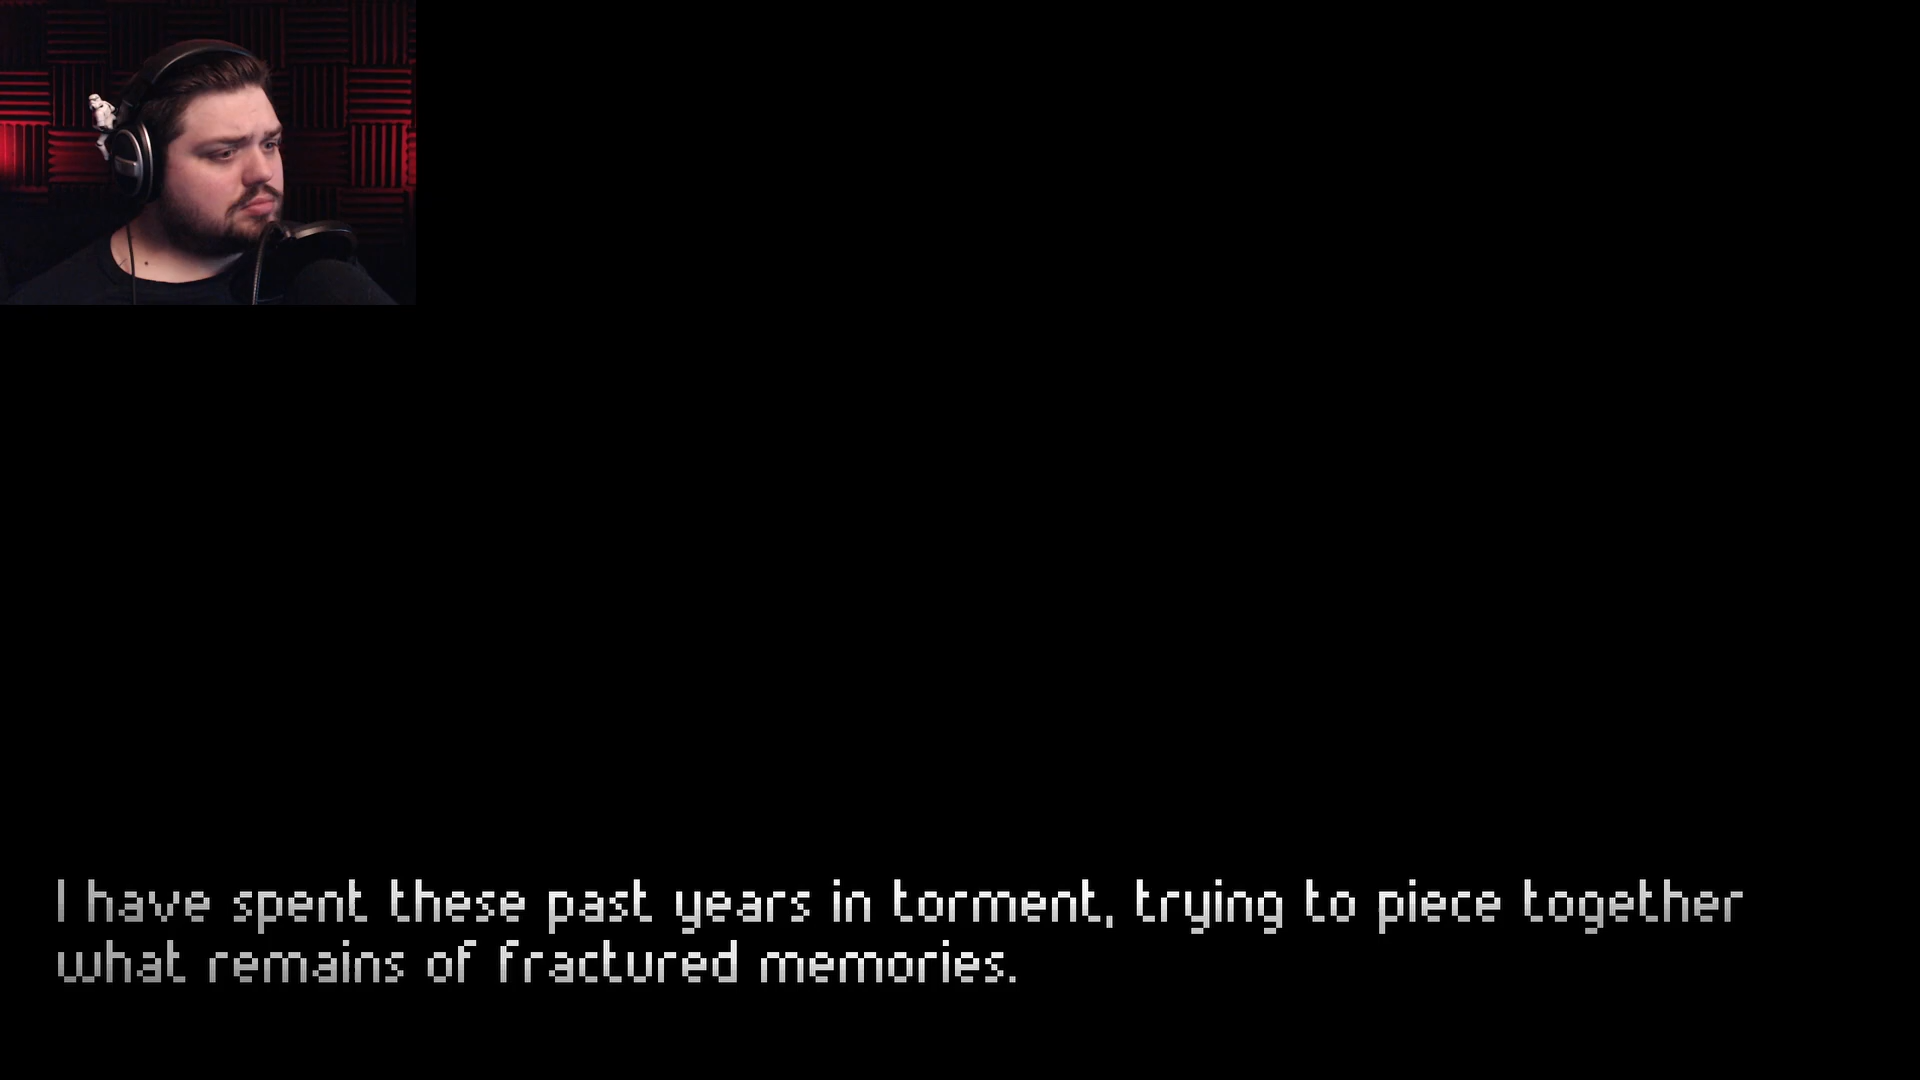 I have spent these past years in torment, trying to piece together
what remains of fractured memories.